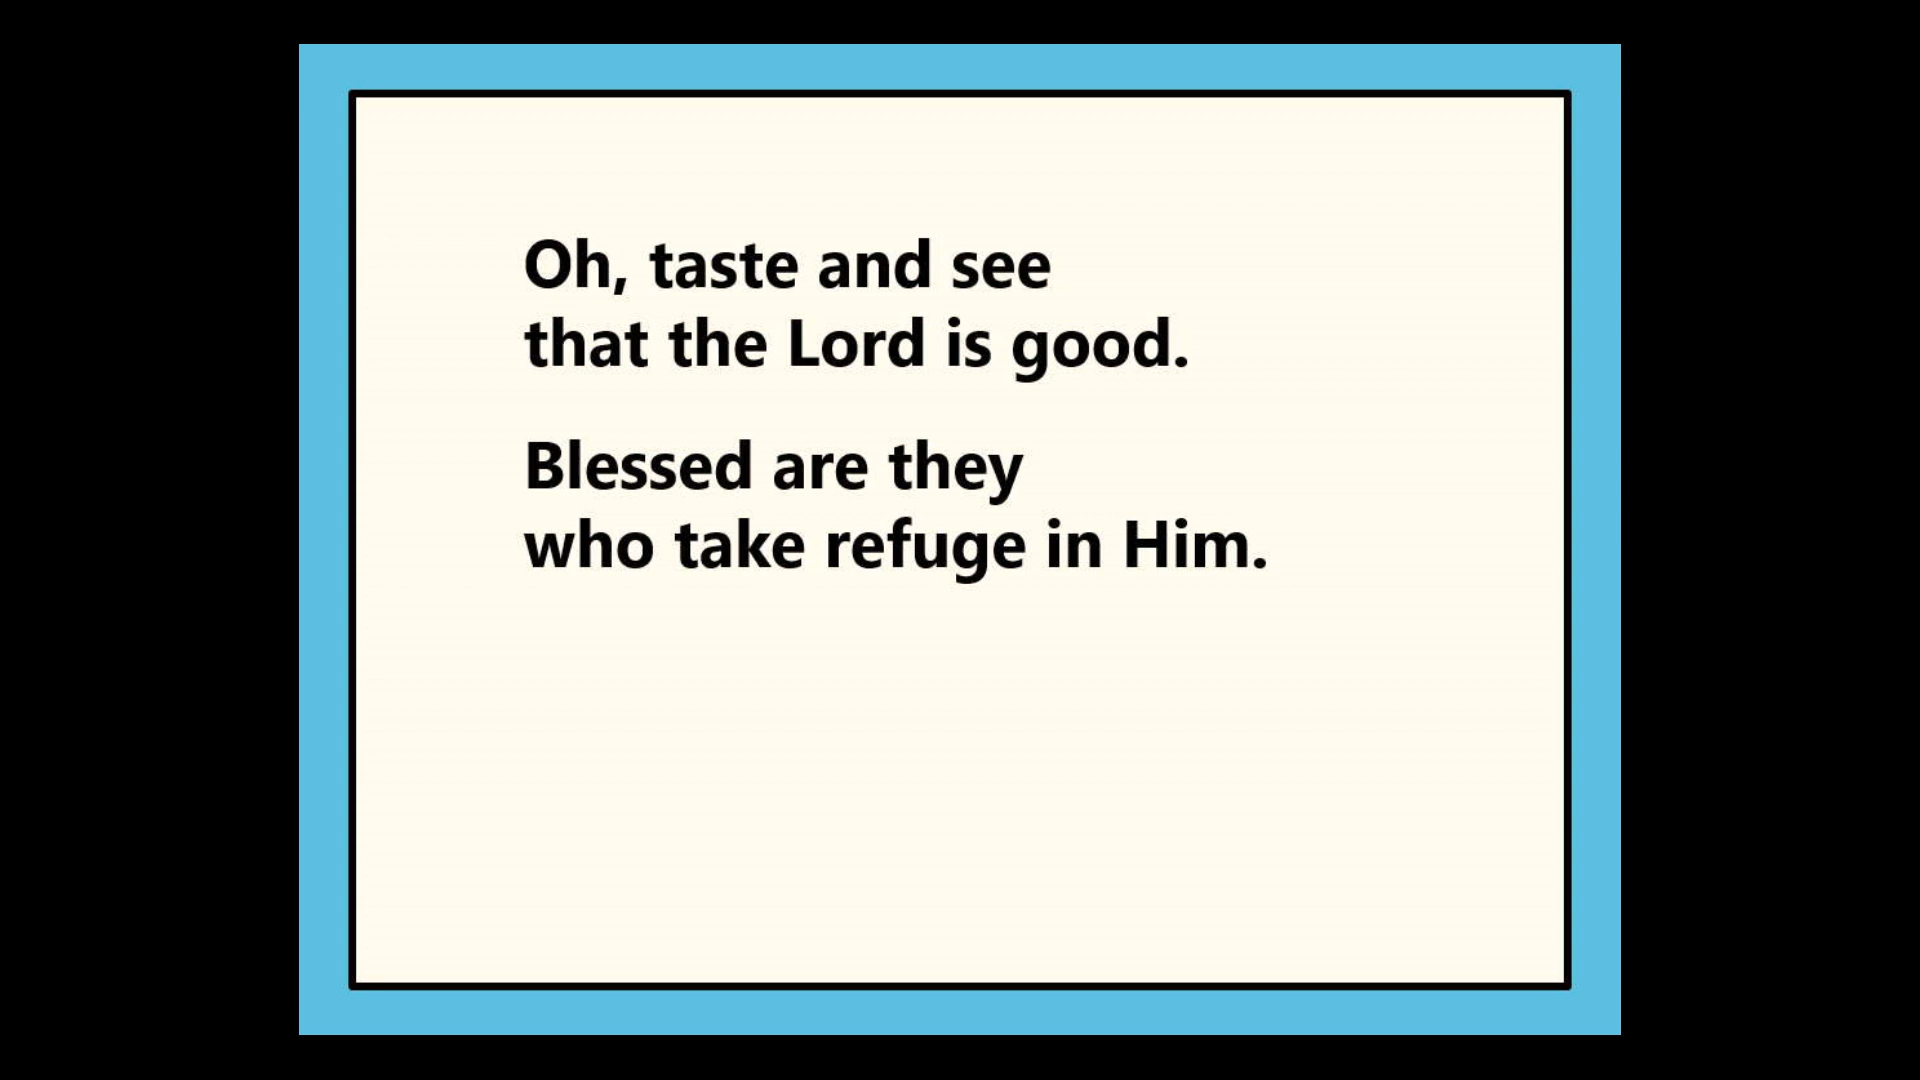 Oh, taste and see
that the Lord is good.
Blessed are they
who take refuge in Him.